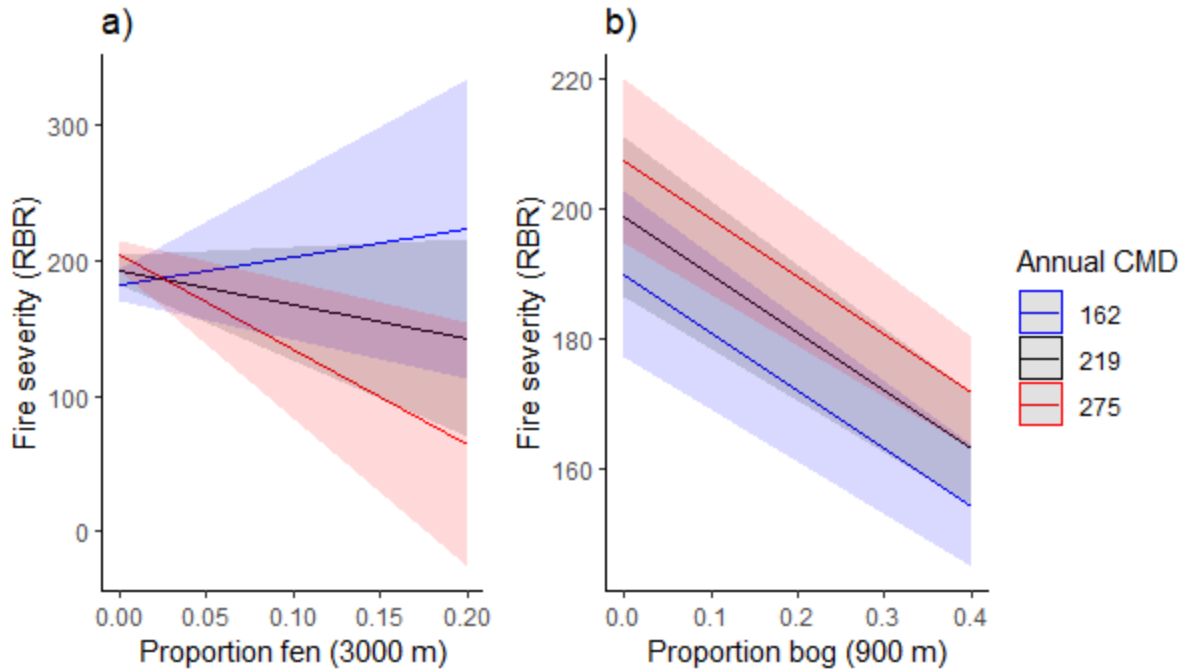 a)
Fire severity (RBR)
300
200
100
0
0.00 0.05 0.10 0.15 0.20
Proportion fen (3000 m)
b)
Fire severity (RBR)
220
200
180
160
0.0 0.1 0.2 0.3 0.4
Proportion bog (900 m)
Annual CMD
162
219
275